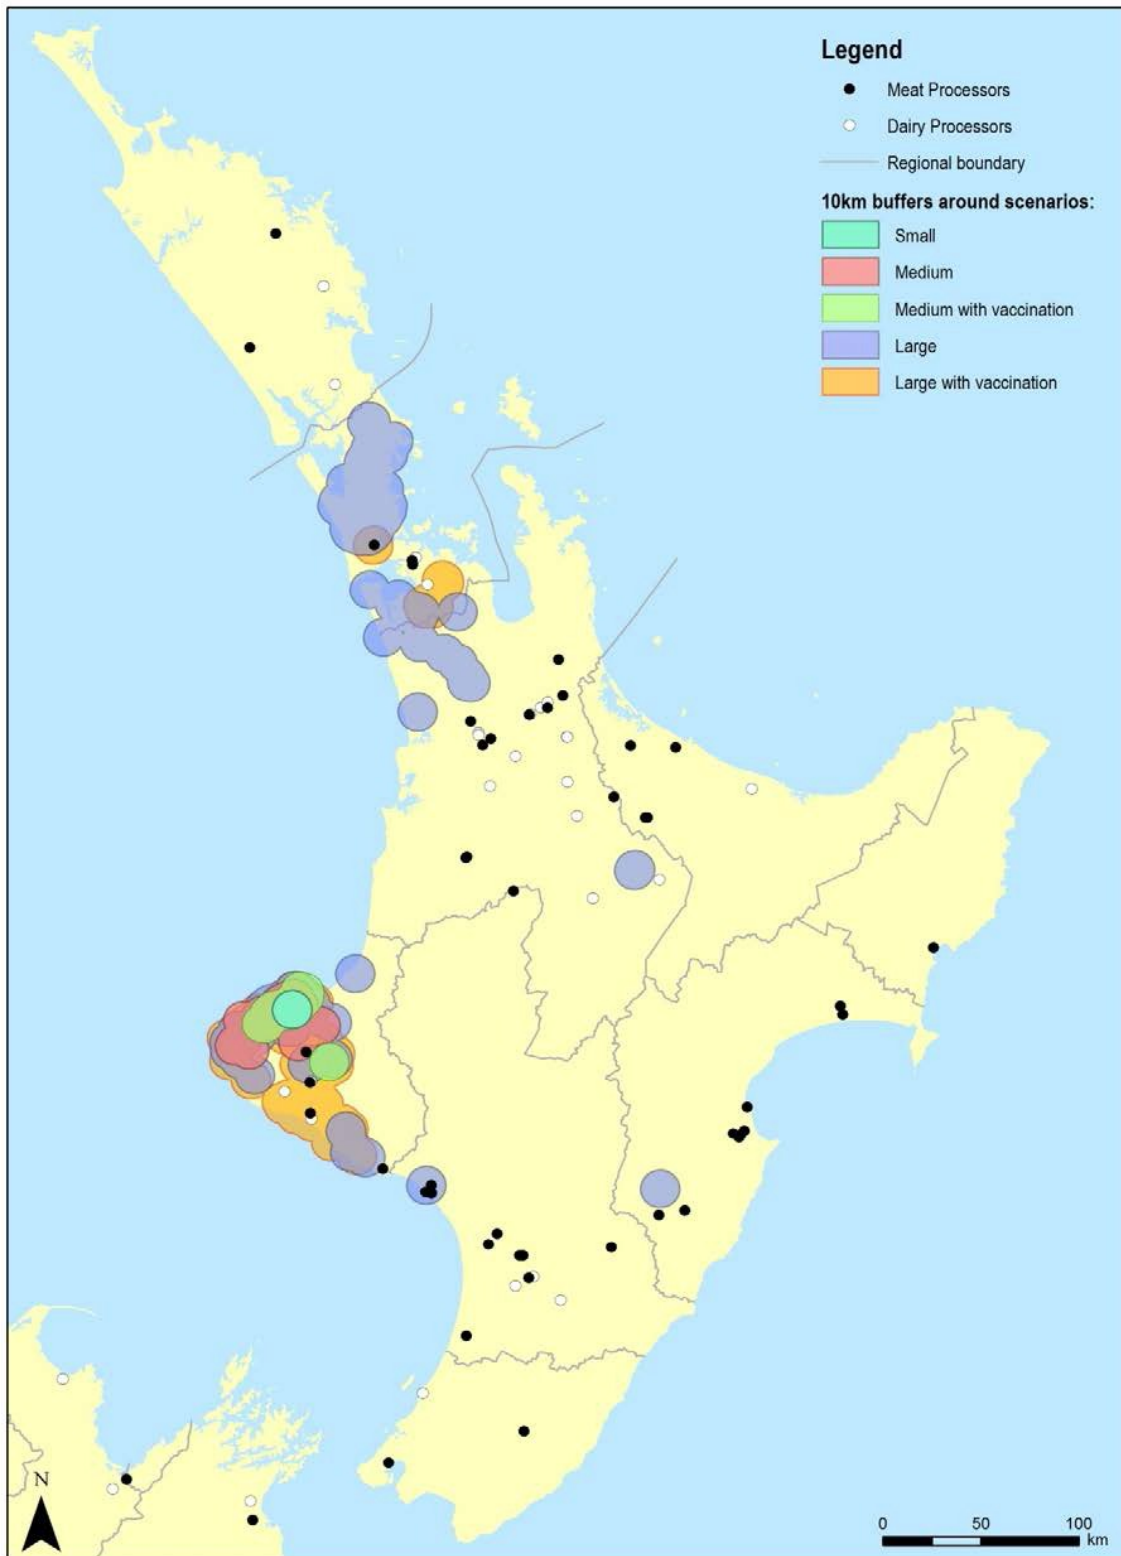 Legend
Meat Processors
Dairy Processors
Regional boundary
10km buffers around scenarios:
Small
Medium
Medium with vaccination
Large
Large with vaccination
N
0 50 100
km